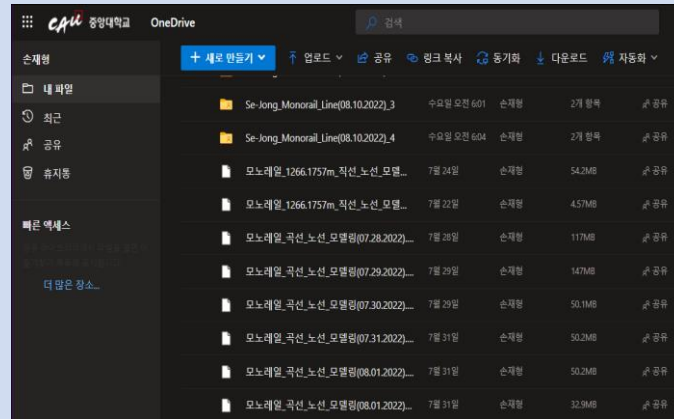 CAU 중앙대학교 OneDrive 검색
손재형
+ 새로 만들기 업로드 공유 링크 복사 동기화 다운로드 자동화
내 파일
최근
공유
휴지통
빠른 액세스
더 많은 장소...
Se-Jong_Monorail_Line(08.10.2022)_3 수요일 오전 6:01 손재형 2개 항목 공유
Se-Jong_Monorail_Line(08.10.2022)_4 수요일 오전 6:04 손재형 2개 항목 공유
모노레일_1266.1757m_직선_노선_모델... 7월 24일 손재형 54.2MB 공유
모노레일_1266.1757m_직선_노선_모델... 7월 22일 손재형 4.57MB 공유
모노레일_곡선_노선_모델링(07.28.2022).... 7월 28일 손재형 117MB 공유
모노레일_곡선_노선_모델링(07.29.2022).... 7월 29일 손재형 147MB 공유
모노레일_곡선_노선_모델링(07.30.2022).... 7월 29일 손재형 50.1MB 공유
모노레일_곡선_노선_모델링(07.31.2022).... 7월 31일 손재형 50.2MB 공유
모노레일_곡선_노선_모델링(08.01.2022).... 7월 31일 손재형 50.2MB 공유
모노레일_곡선_노선_모델링(08.01.2022).... 7월 31일 손재형 32.9MB 공유